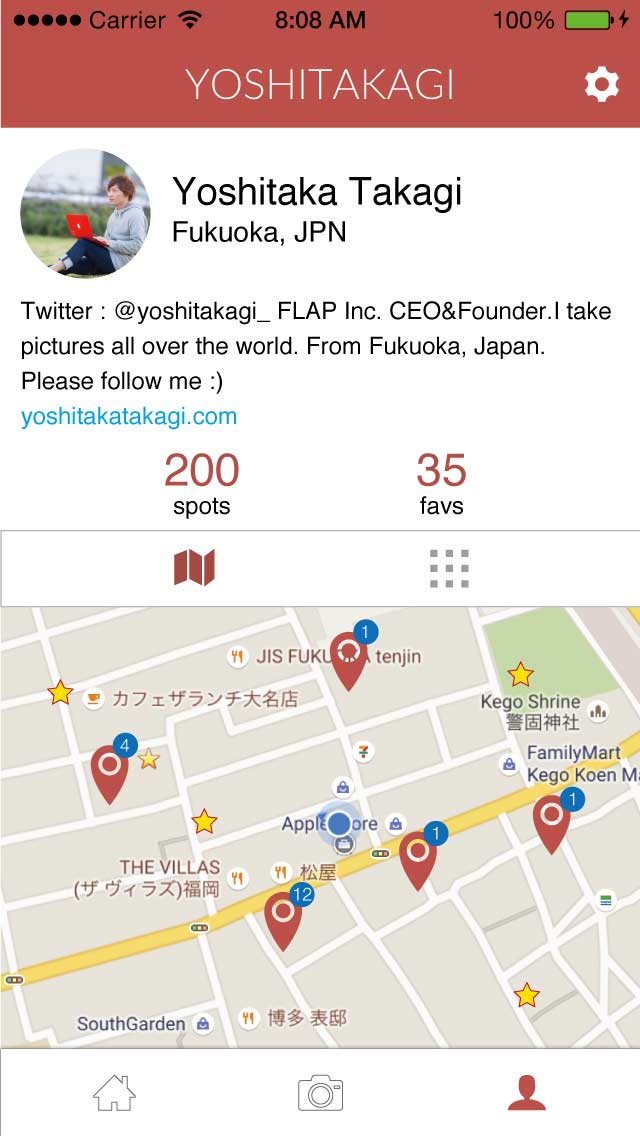 Carrier 8:08 AM 100%
YOSHITAKAGI
Yoshitaka Takagi
Fukuoka, JPN
Twitter : @yoshitakagi_ FLAP Inc. CEO&Founder.I take
pictures all over the world. From Fukuoka, Japan.
Please follow me :)
yoshitakatakagi.com
200 35
spots favs
1
JIS FUKU A tenjin
カフェザランチ大名店
Kego Shrine
警固神社
4
7
FamilyMart
Kego Koen Ma
1
Apple ore
1
THE VILLAS
(ザ ヴィラズ)福岡
松屋
12
SouthGarden
博多 表邸